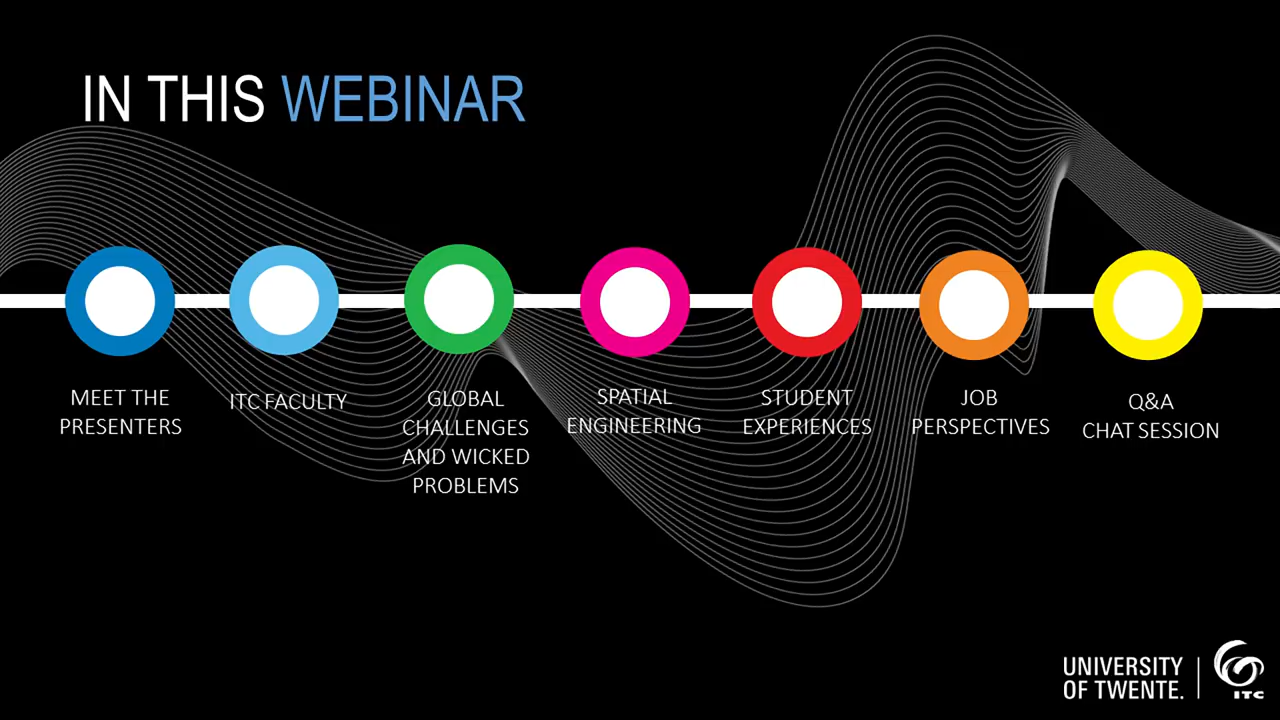 IN THIS WEBINAR
MEET THE
PRESENTERS
ITC FACULTY
GLOBAL
CHALLENGES
AND WICKED
PROBLEMS
SPATIAL
ENGINEERING
STUDENT
EXPERIENCES
JOB
PERSPECTIVES
Q&A
CHAT SESSION
UNIVERSITY
OF TWENTE.
ITC